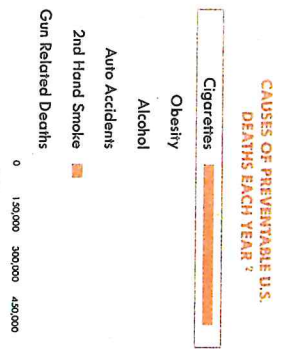 CAUSES OF PREVENTABLE U.S.
DEATHS EACH YEAR
Cigarettes
Obesity
Alcohol
Auto Accidents
2nd Hand Smoke
Gun Related Deaths
0 150,000 300,000 450,000